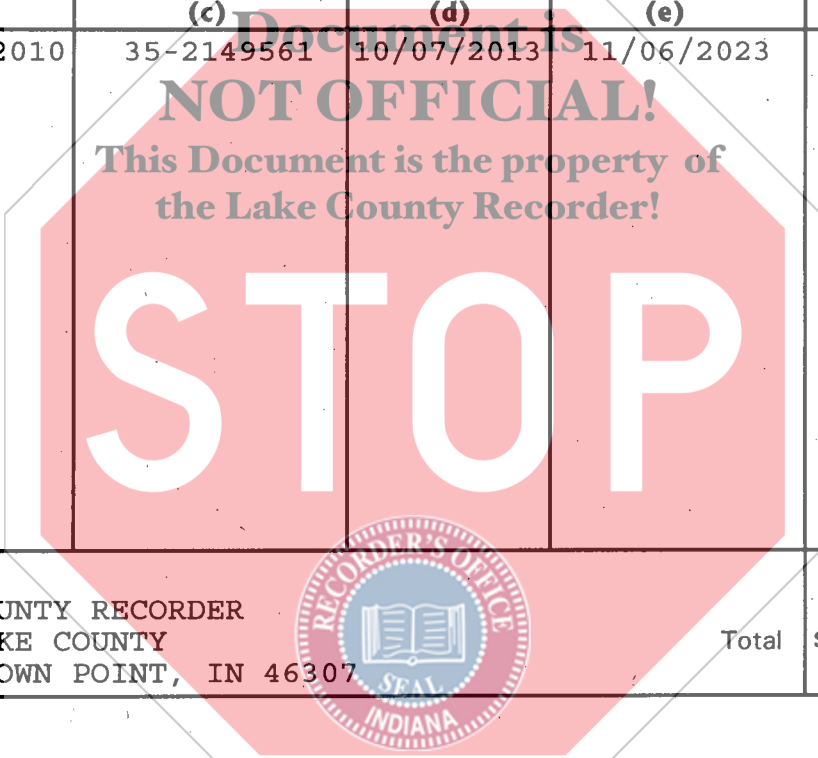 (c) (d) (e)
Document is
2010 35-2149561 10/07/2013 11/06/2023
NOT OFFICIAL!
This Document is the property of
the Lake County Recorder!
STOP
RECORDER'S OFFICE
UNTY RECORDER
KE COUNTY Total S
OWN POINT, IN 46307
SEAL
INDIANA